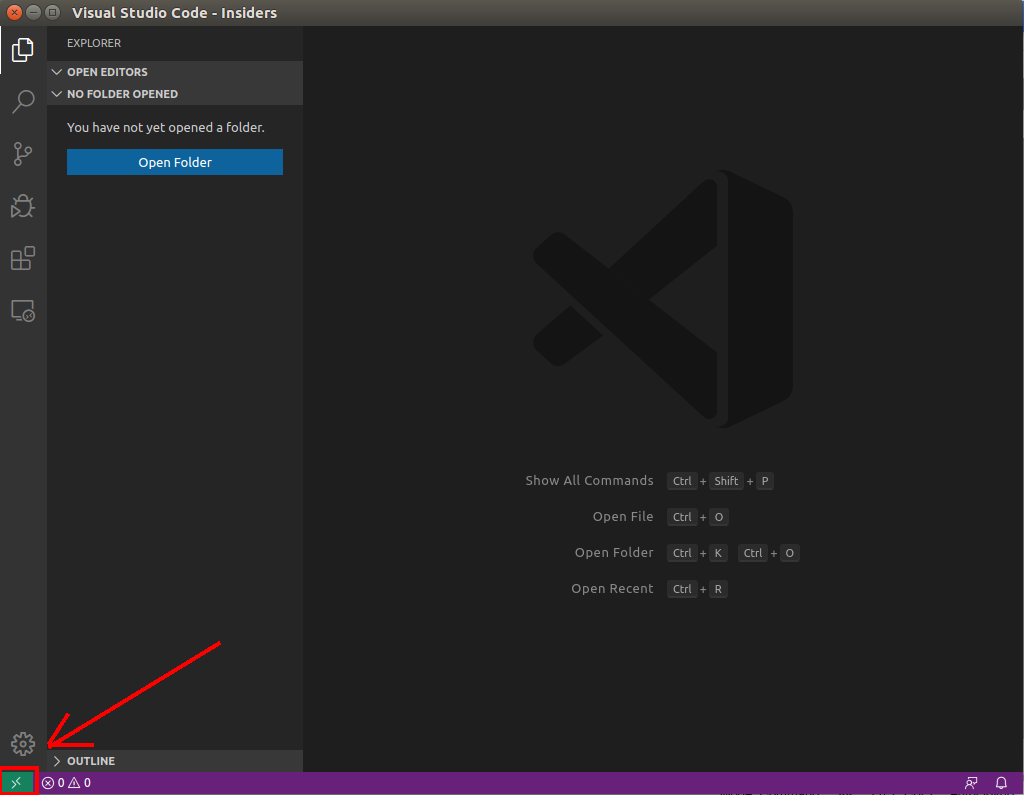 Visual Studio Code - Insiders
EXPLORER
OPEN EDITORS
NO FOLDER OPENED
You have not yet opened a folder.
Open Folder
Show All Commands Ctrl + Shift + P
Open File Ctrl + O
Open Folder Ctrl + K Ctrl + O
Open Recent Ctrl + R
OUTLINE
0 0